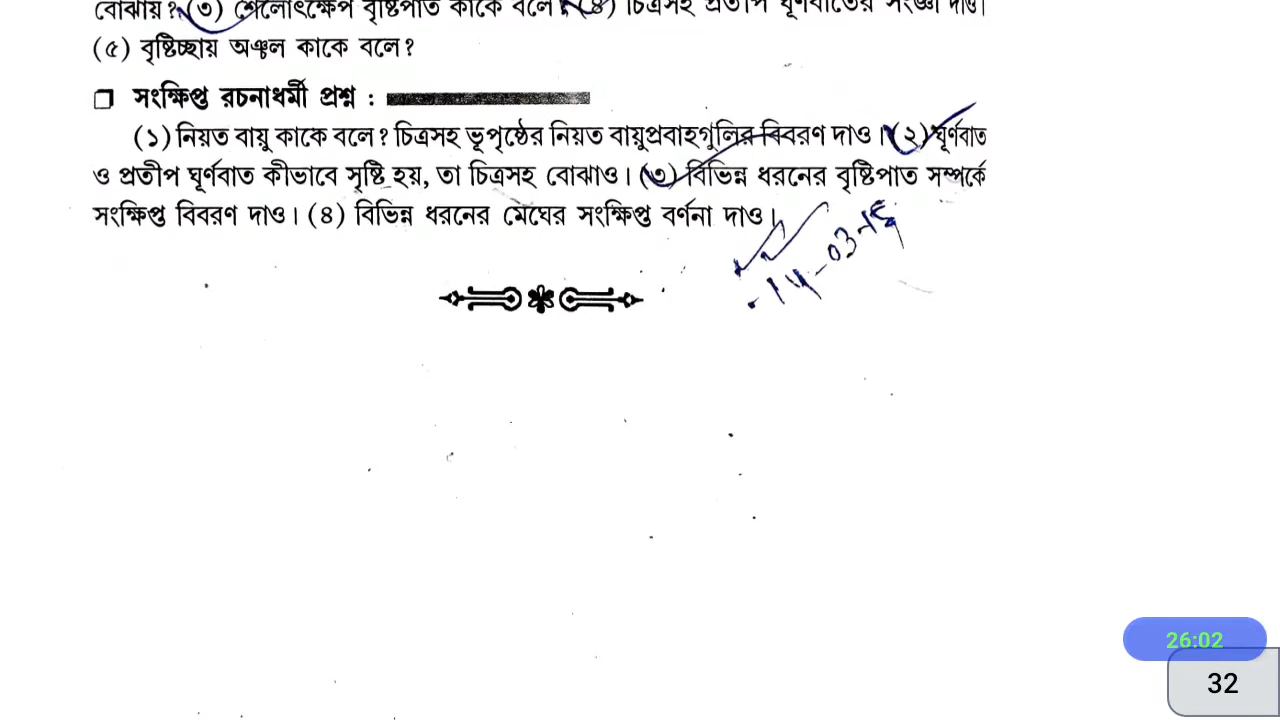 বোঝায়? (৩) শৈলোৎক্ষেপ বৃষ্টিপাত কাকে বলে? (৪) চিত্রসহ প্রতীপ ঘূর্ণবাতের সংজ্ঞা দাও।
(৫) বৃষ্টিচ্ছায় অঞ্চল কাকে বলে?
❐ সংক্ষিপ্ত রচনাধর্মী প্রশ্ন :
(১) নিয়ত বায়ু কাকে বলে? চিত্রসহ ভূপৃষ্ঠের নিয়ত বায়ুপ্রবাহগুলির বিবরণ দাও। (২) ঘূর্ণবাত
ও প্রতীপ ঘূর্ণবাত কীভাবে সৃষ্টি হয়, তা চিত্রসহ বোঝাও। (৩) বিভিন্ন ধরনের বৃষ্টিপাত সম্পর্কে
সংক্ষিপ্ত বিবরণ দাও। (৪) বিভিন্ন ধরনের মেঘের সংক্ষিপ্ত বর্ণনা দাও।
26:02
32